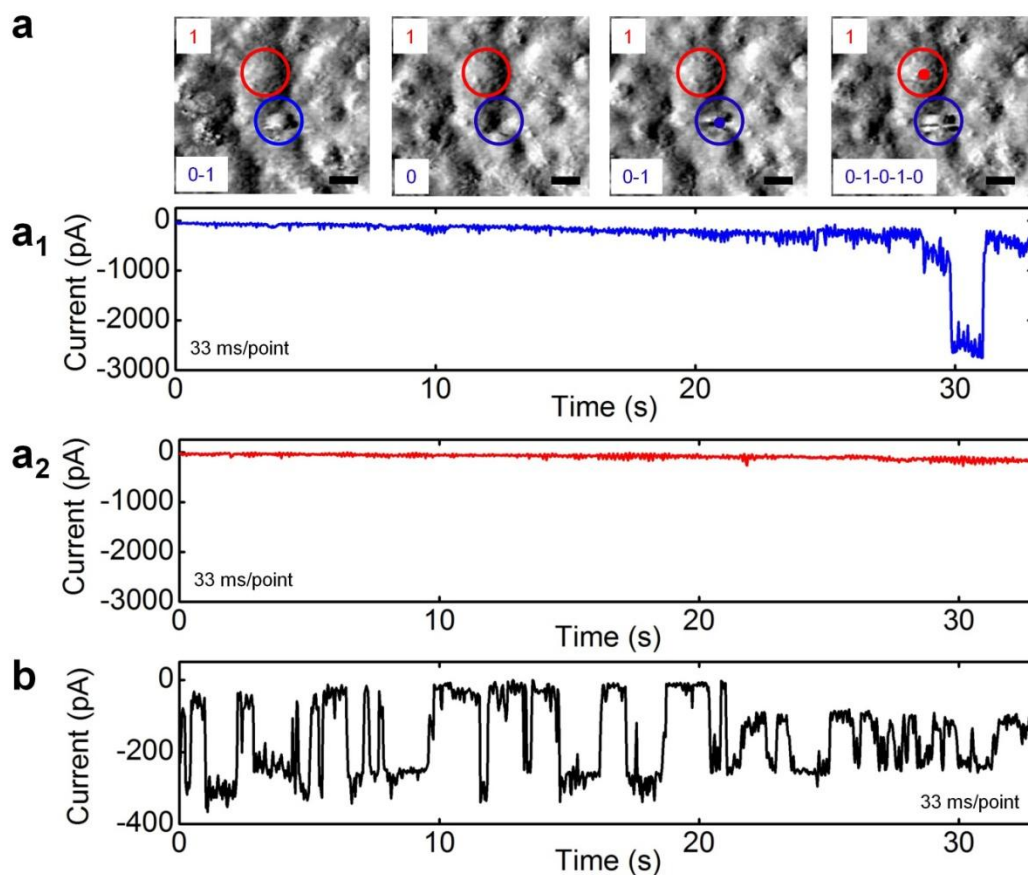 a
1 1 1 1
0-1 0 0-1 0-1-0-1-0
a1
Current (pA)
0
-1000
-2000
-3000
33 ms/point
0 10 20 30
Time (s)
a2
Current (pA)
0
-1000
-2000
-3000
33 ms/point
0 10 20 30
Time (s)
b
Current (pA)
0
-200
-400
33 ms/point
0 10 20 30
Time (s)